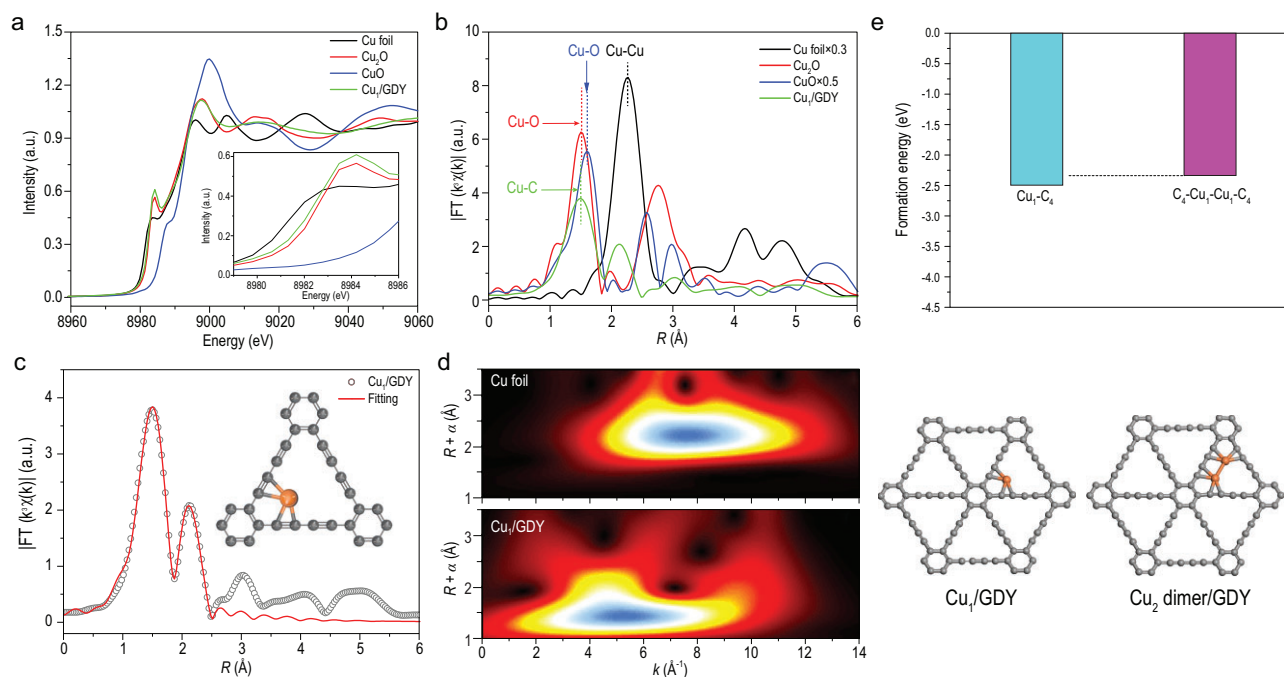 a
1.5
1.2
0.9
0.6
0.3
0.0
Intensity (a.u.)
8960
8980
9000
9020
9040
9060
Energy (eV)
Cu foil
Cu₂O
CuO
Cu₁/GDY
0.6
0.4
0.2
0.0
Intensity (a.u.)
8980
8982
8984
8986
Energy (eV)
b
10
8
6
4
2
0
|FT (k³χ(k)| (a.u.)
0
1
2
3
4
5
6
R (Å)
Cu-O
Cu-Cu
Cu-O
Cu-C
Cu foil×0.3
Cu₂O
CuO×0.5
Cu₁/GDY
e
0.0
-0.5
-1.0
-1.5
-2.0
-2.5
-3.0
-3.5
-4.0
-4.5
Formation energy (eV)
Cu₁-C₄
C₄-Cu₁-Cu₁-C₄
c
4
3
2
1
0
|FT (k³χ(k)| (a.u.)
0
1
2
3
4
5
6
R (Å)
Cu₁/GDY
Fitting
d
Cu foil
3
2
1
R + α (Å)
Cu₁/GDY
3
2
1
R + α (Å)
0
2
4
6
8
10
12
14
k (Å⁻¹)
Cu₁/GDY
Cu₂ dimer/GDY